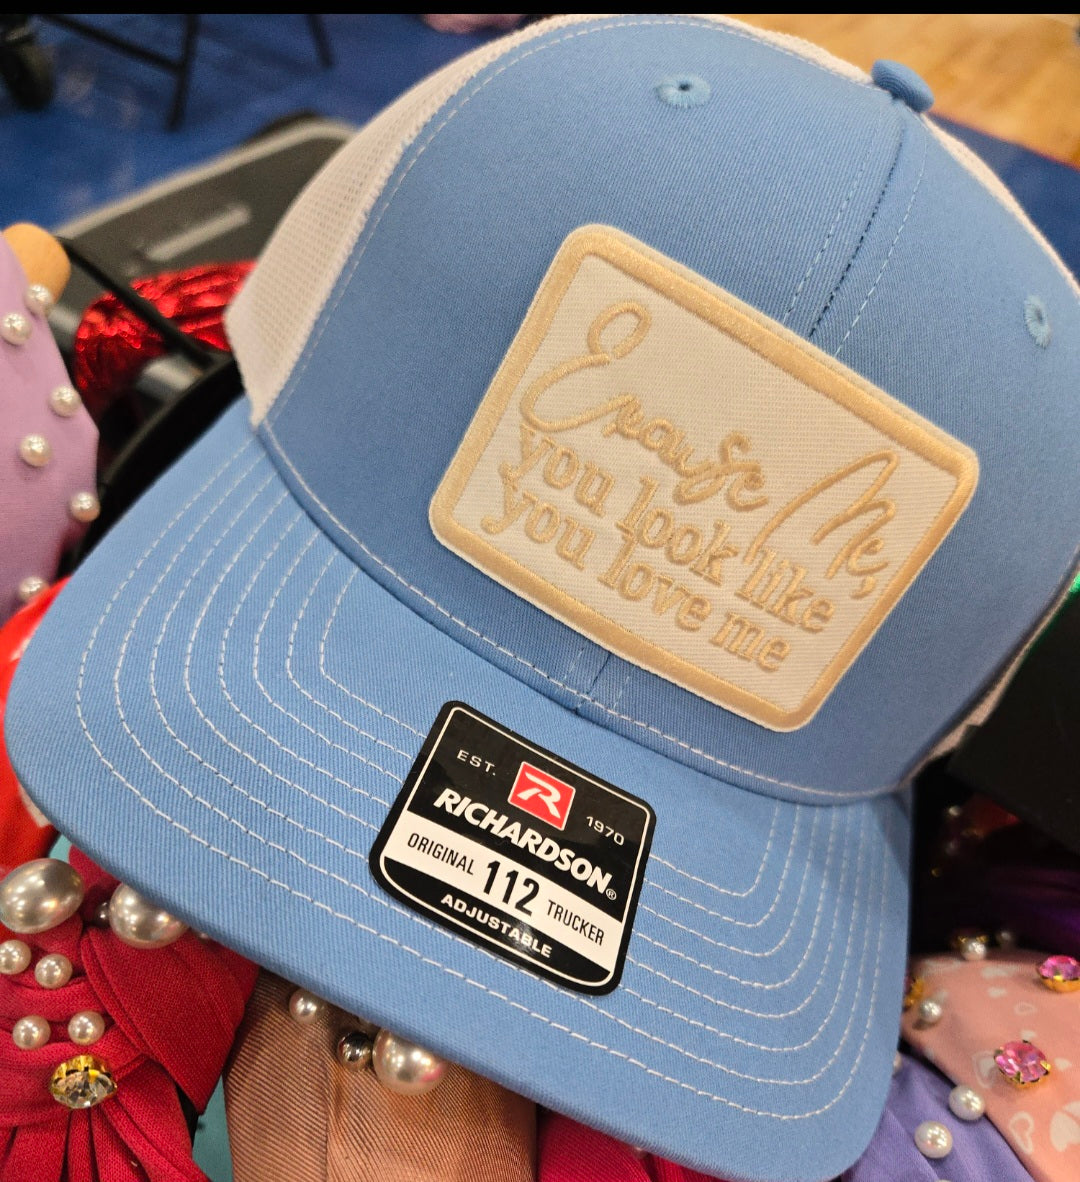 Excuse Me,
you look like
you love me
EST. R 1970
RICHARDSON®
ORIGINAL 112 TRUCKER
ADJUSTABLE